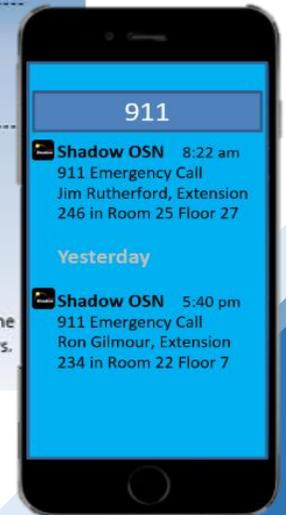 911
Shadow OSN 8:22 am
911 Emergency Call
Jim Rutherford, Extension
246 in Room 25 Floor 27
Yesterday
Shadow OSN 5:40 pm
911 Emergency Call
Ron Gilmour, Extension
234 in Room 22 Floor 7